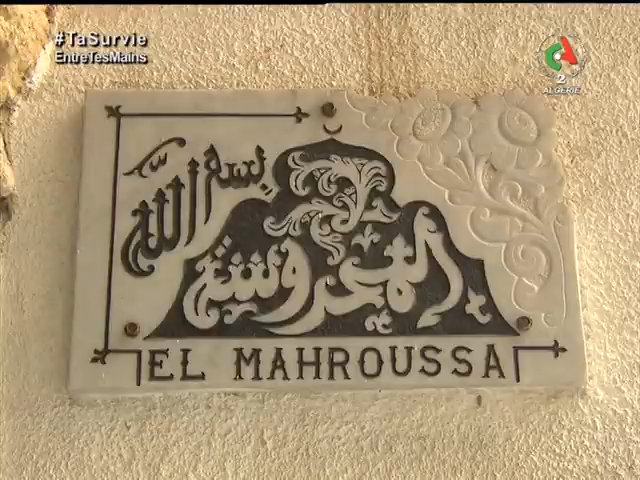 #TaSurvie
EntreTesMains
2
ALGERIE
بسم الله
المحروسة
EL MAHROUSSA